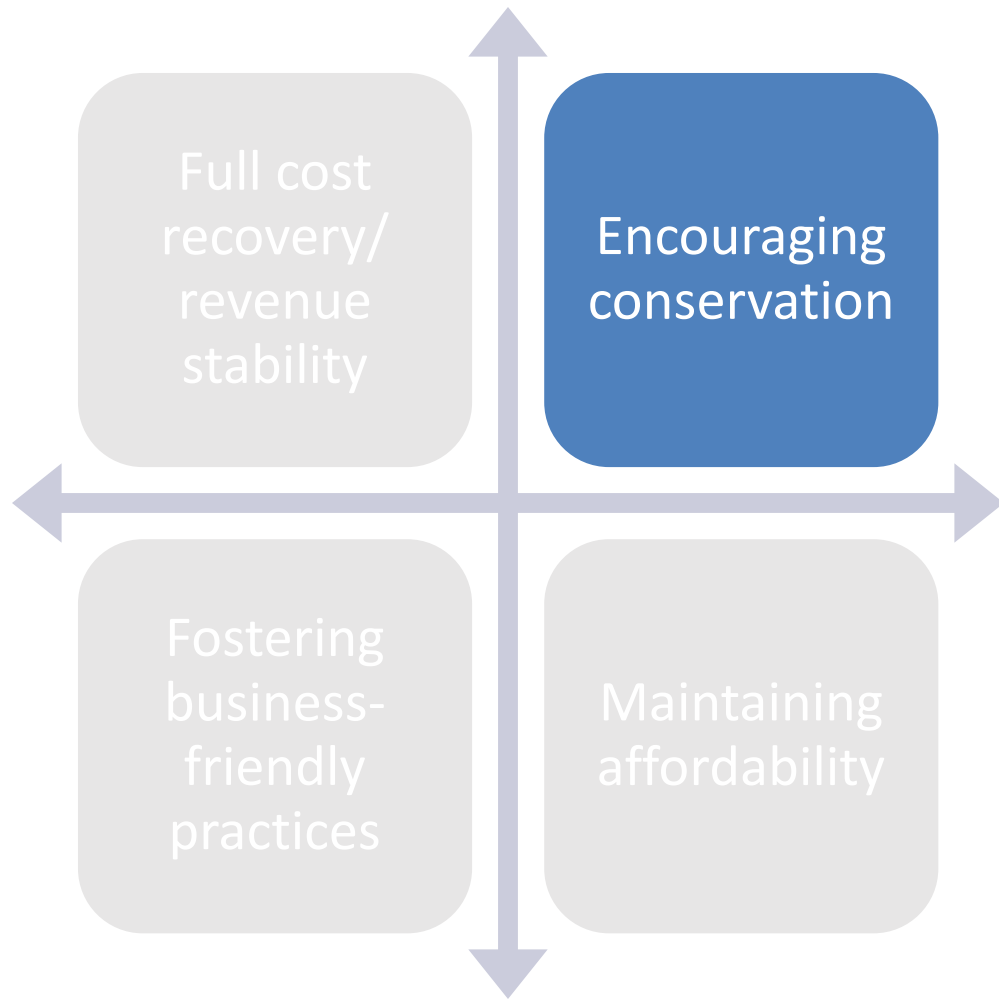 Full cost
recovery/
revenue
stability
Encouraging
conservation
Fostering
business-
friendly
practices
Maintaining
affordability